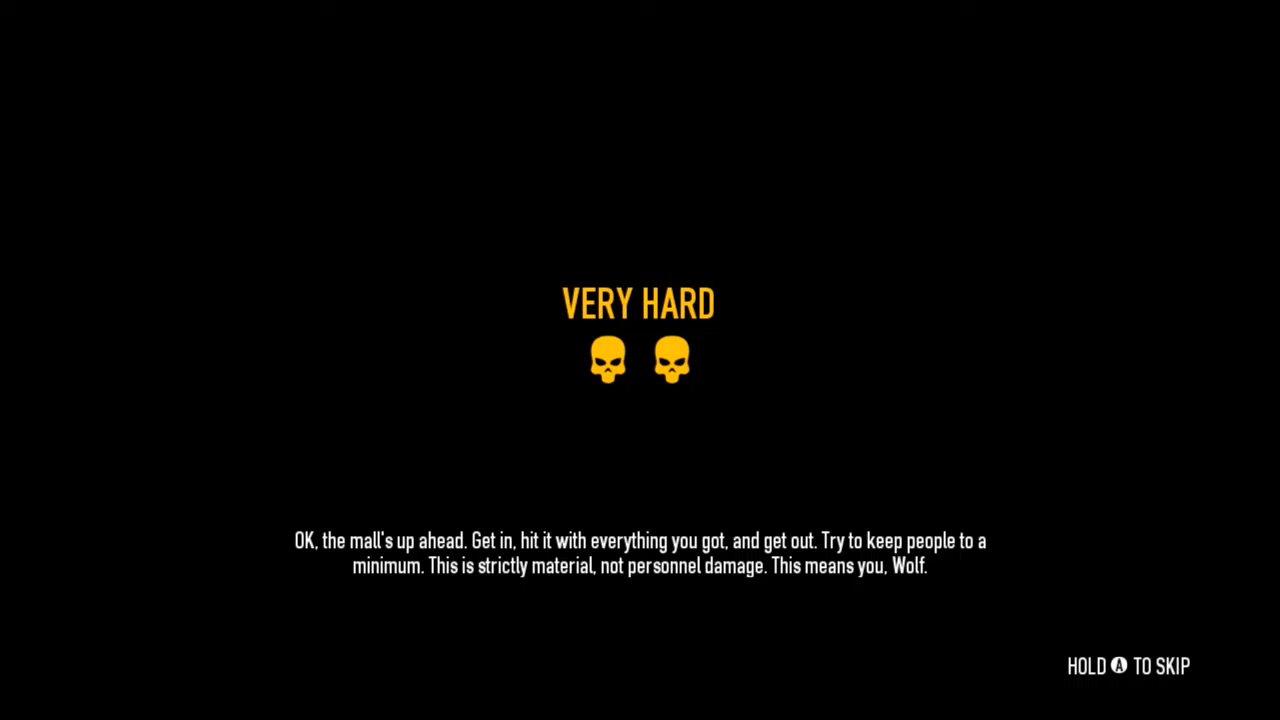 VERY HARD
OK, the mall's up ahead. Get in, hit it with everything you got, and get out. Try to keep people to a
minimum. This is strictly material, not personnel damage. This means you, Wolf.
HOLD A TO SKIP